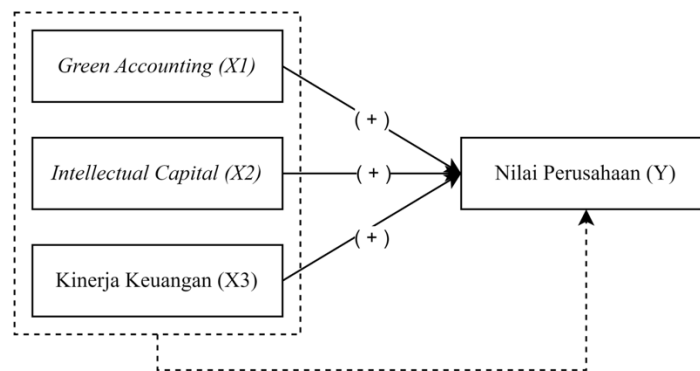 Green Accounting (X1)
( + )
Intellectual Capital (X2)
( + )
Nilai Perusahaan (Y)
( + )
Kinerja Keuangan (X3)